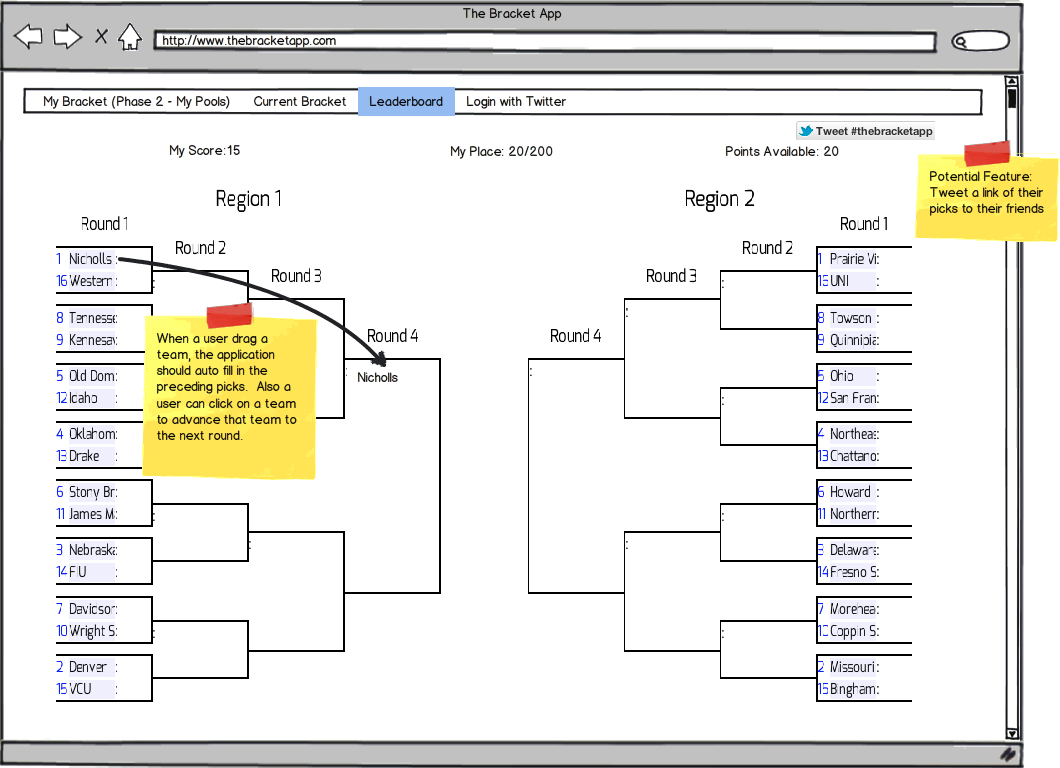 The Bracket App
http://www.thebracketapp.com
My Bracket (Phase 2 - My Pools) Current Bracket Leaderboard Login with Twitter
Tweet #thebracketapp
My Score:15 My Place: 20/200 Points Available: 20
Potential Feature:
Tweet a link of their
picks to their friends
Region 1
Round 1
Round 2
Round 3
Round 4
1 Nicholls :
16 Western :
8 Tennesse
9 Kennesaw
5 Old Dom:
12 Idaho :
4 Oklahom:
13 Drake :
6 Stony Br:
11 James M:
3 Nebraska:
14 FIU :
7 Davidson:
10 Wright S:
2 Denver :
15 VCU :
When a user drag a
team, the application
should auto fill in the
preceding picks. Also a
user can click on a team
to advance that team to
the next round.
Nicholls
Region 2
Round 1
Round 2
Round 3
Round 4
1 Prairie Vi:
16 UNI :
8 Towson :
9 Quinnipia:
5 Ohio :
12 San Fran:
4 Northeas:
13 Chattano:
6 Howard :
11 Northern:
3 Delaware:
14 Fresno S:
7 Morehea:
10 Coppin S:
2 Missouri :
15 Bingham: